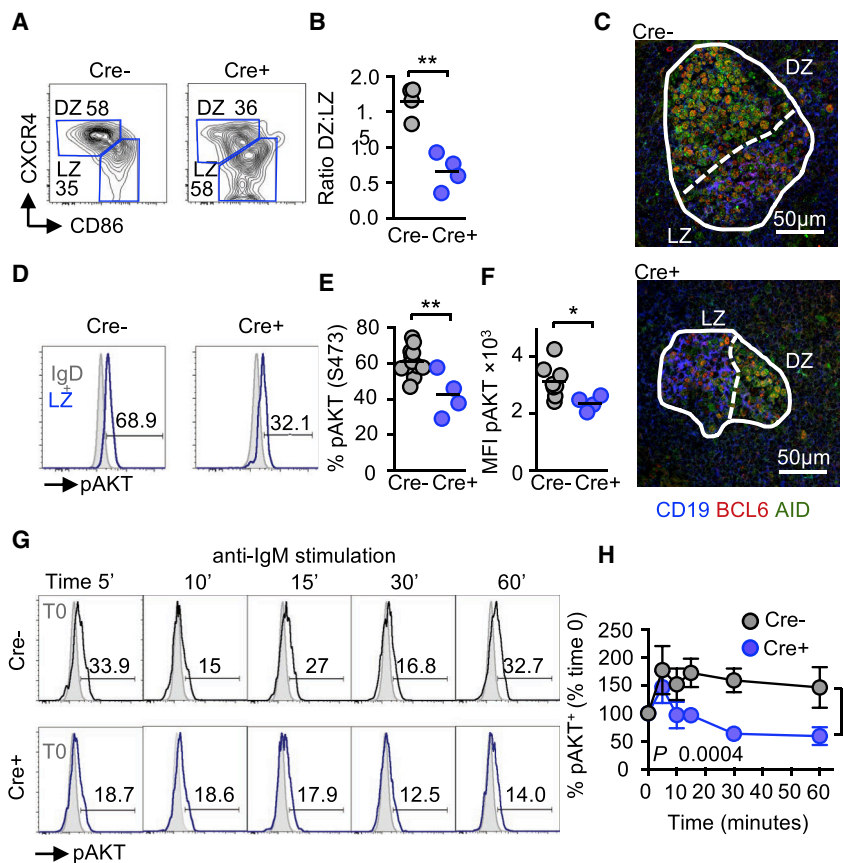 A
Cre-
Cre+
DZ 58
LZ
35
DZ 36
LZ
58
CXCR4
CD86
B
**
Ratio DZ:LZ
2.0
1.
5
1.0
0.5
0.0
Cre- Cre+
C
Cre-
DZ
LZ
50µm
Cre+
LZ
DZ
50µm
CD19 BCL6 AID
D
Cre-
Cre+
IgD
+
LZ
68.9
32.1
pAKT
E
**
% pAKT (S473)
80
60
40
20
0
Cre- Cre+
F
*
MFI pAKT ×10³
4
2
0
Cre- Cre+
G
anti-IgM stimulation
Time 5’ 10’ 15’ 30’ 60’
Cre-
T0
33.9 15 27 16.8 32.7
Cre+
T0
18.7 18.6 17.9 12.5 14.0
pAKT
H
Cre-
Cre+
% pAKT⁺ (% time 0)
250
200
150
100
50
0
P 0.0004
0 10 20 30 40 50 60
Time (minutes)